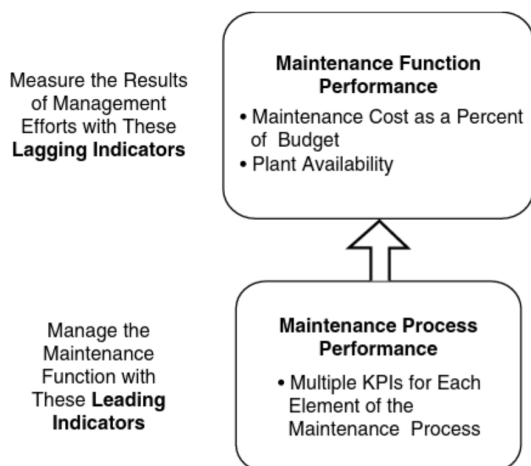 Measure the Results
of Management
Efforts with These
Lagging Indicators
Maintenance Function
Performance
• Maintenance Cost as a Percent
of Budget
• Plant Availability
Manage the
Maintenance
Function with
These Leading
Indicators
Maintenance Process
Performance
• Multiple KPIs for Each
Element of the
Maintenance Process